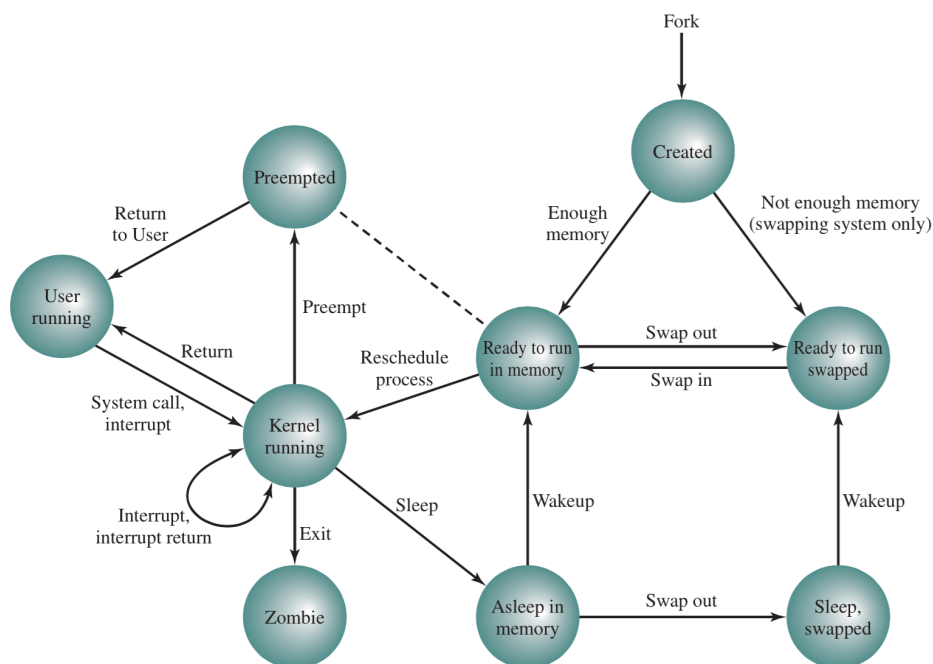 Fork
Created
Preempted
Not enough memory
(swapping system only)
Enough
memory
Return
to User
User
running
Preempt
Return
Reschedule
process
Ready to run
in memory
Swap out
Swap in
Ready to run
swapped
System call,
interrupt
Kernel
running
Interrupt,
interrupt return
Sleep
Wakeup
Wakeup
Exit
Zombie
Asleep in
memory
Swap out
Sleep,
swapped